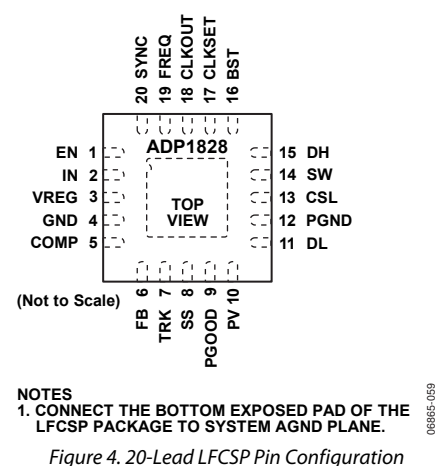 20 SYNC
19 FREQ
18 CLKOUT
17 CLKSET
16 BST
ADP1828
EN 1
IN 2
VREG 3
GND 4
COMP 5
TOP
VIEW
15 DH
14 SW
13 CSL
12 PGND
11 DL
(Not to Scale)
FB 6
TRK 7
SS 8
PGOOD 9
PV 10
NOTES
1. CONNECT THE BOTTOM EXPOSED PAD OF THE
LFCSP PACKAGE TO SYSTEM AGND PLANE.
06865-059
Figure 4. 20-Lead LFCSP Pin Configuration